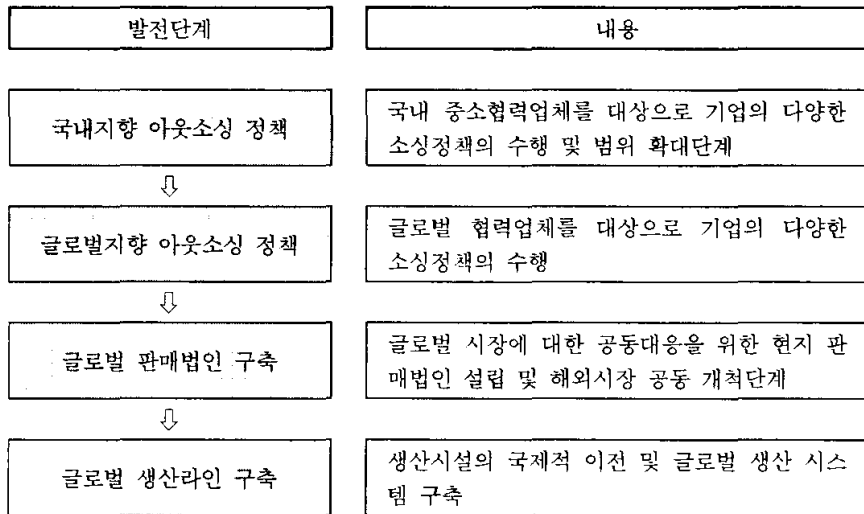 발전단계
내용
국내지향 아웃소싱 정책
국내 중소협력업체를 대상으로 기업의 다양한
소싱정책의 수행 및 범위 확대단계
⇩
글로벌지향 아웃소싱 정책
글로벌 협력업체를 대상으로 기업의 다양한
소싱정책의 수행
⇩
글로벌 판매법인 구축
글로벌 시장에 대한 공동대응을 위한 현지 판
매법인 설립 및 해외시장 공동 개척단계
⇩
글로벌 생산라인 구축
생산시설의 국제적 이전 및 글로벌 생산 시스
템 구축